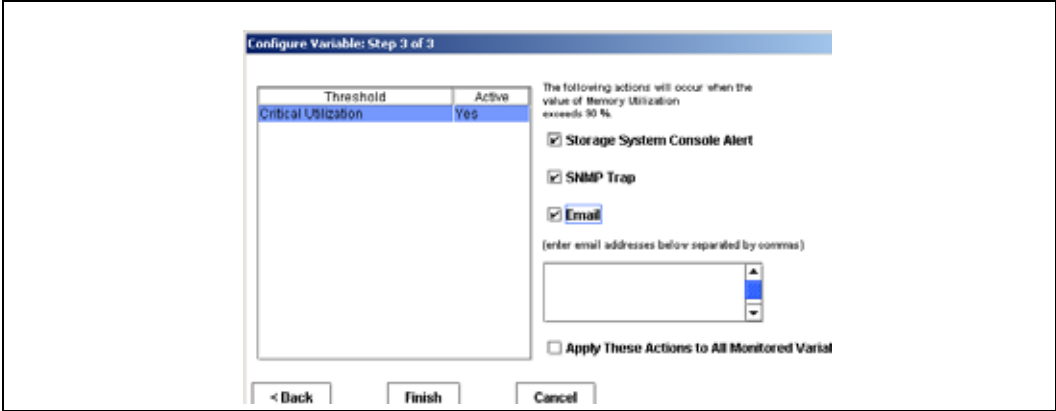 Configure Variable: Step 3 of 3
Threshold Active
Critical Utilization Yes
The following actions will occur when the
value of Memory Utilization
exceeds 90 %.
Storage System Console Alert
SNMP Trap
Email
(enter email addresses below separated by commas)
Apply These Actions to All Monitored Varial
< Back Finish Cancel